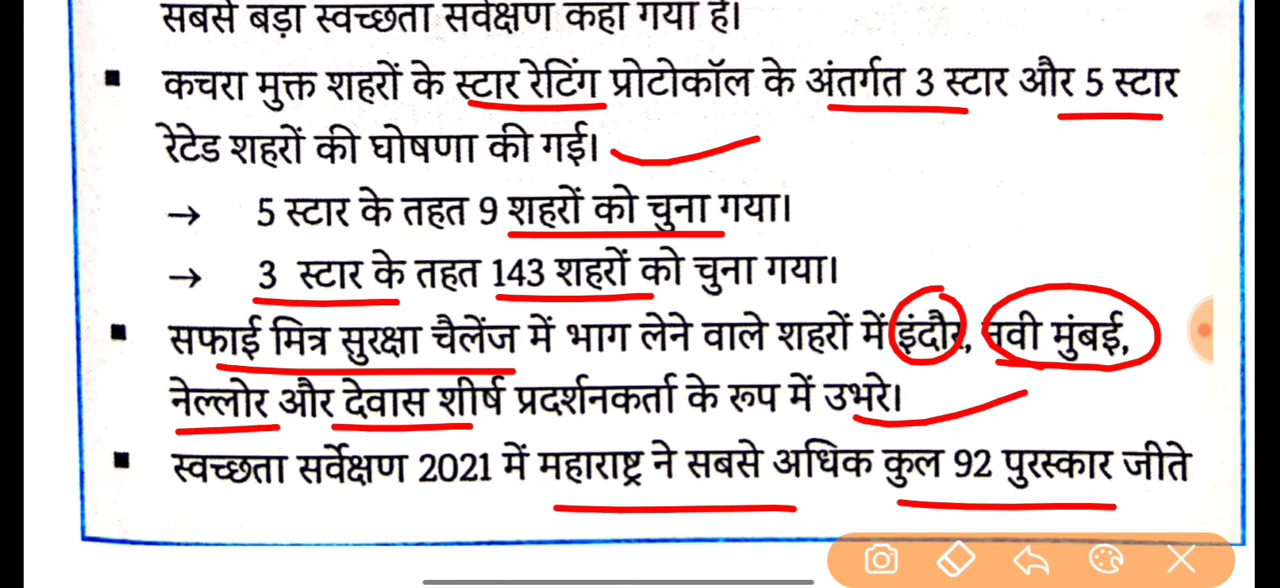 सबसे बड़ा स्वच्छता सर्वेक्षण कहा गया है।
▪ कचरा मुक्त शहरों के स्टार रेटिंग प्रोटोकॉल के अंतर्गत 3 स्टार और 5 स्टार
रेटेड शहरों की घोषणा की गई।
→ 5 स्टार के तहत 9 शहरों को चुना गया।
→ 3 स्टार के तहत 143 शहरों को चुना गया।
▪ सफाई मित्र सुरक्षा चैलेंज में भाग लेने वाले शहरों में इंदौर, नवी मुंबई,
नेल्लोर और देवास शीर्ष प्रदर्शनकर्ता के रूप में उभरे।
▪ स्वच्छता सर्वेक्षण 2021 में महाराष्ट्र ने सबसे अधिक कुल 92 पुरस्कार जीते